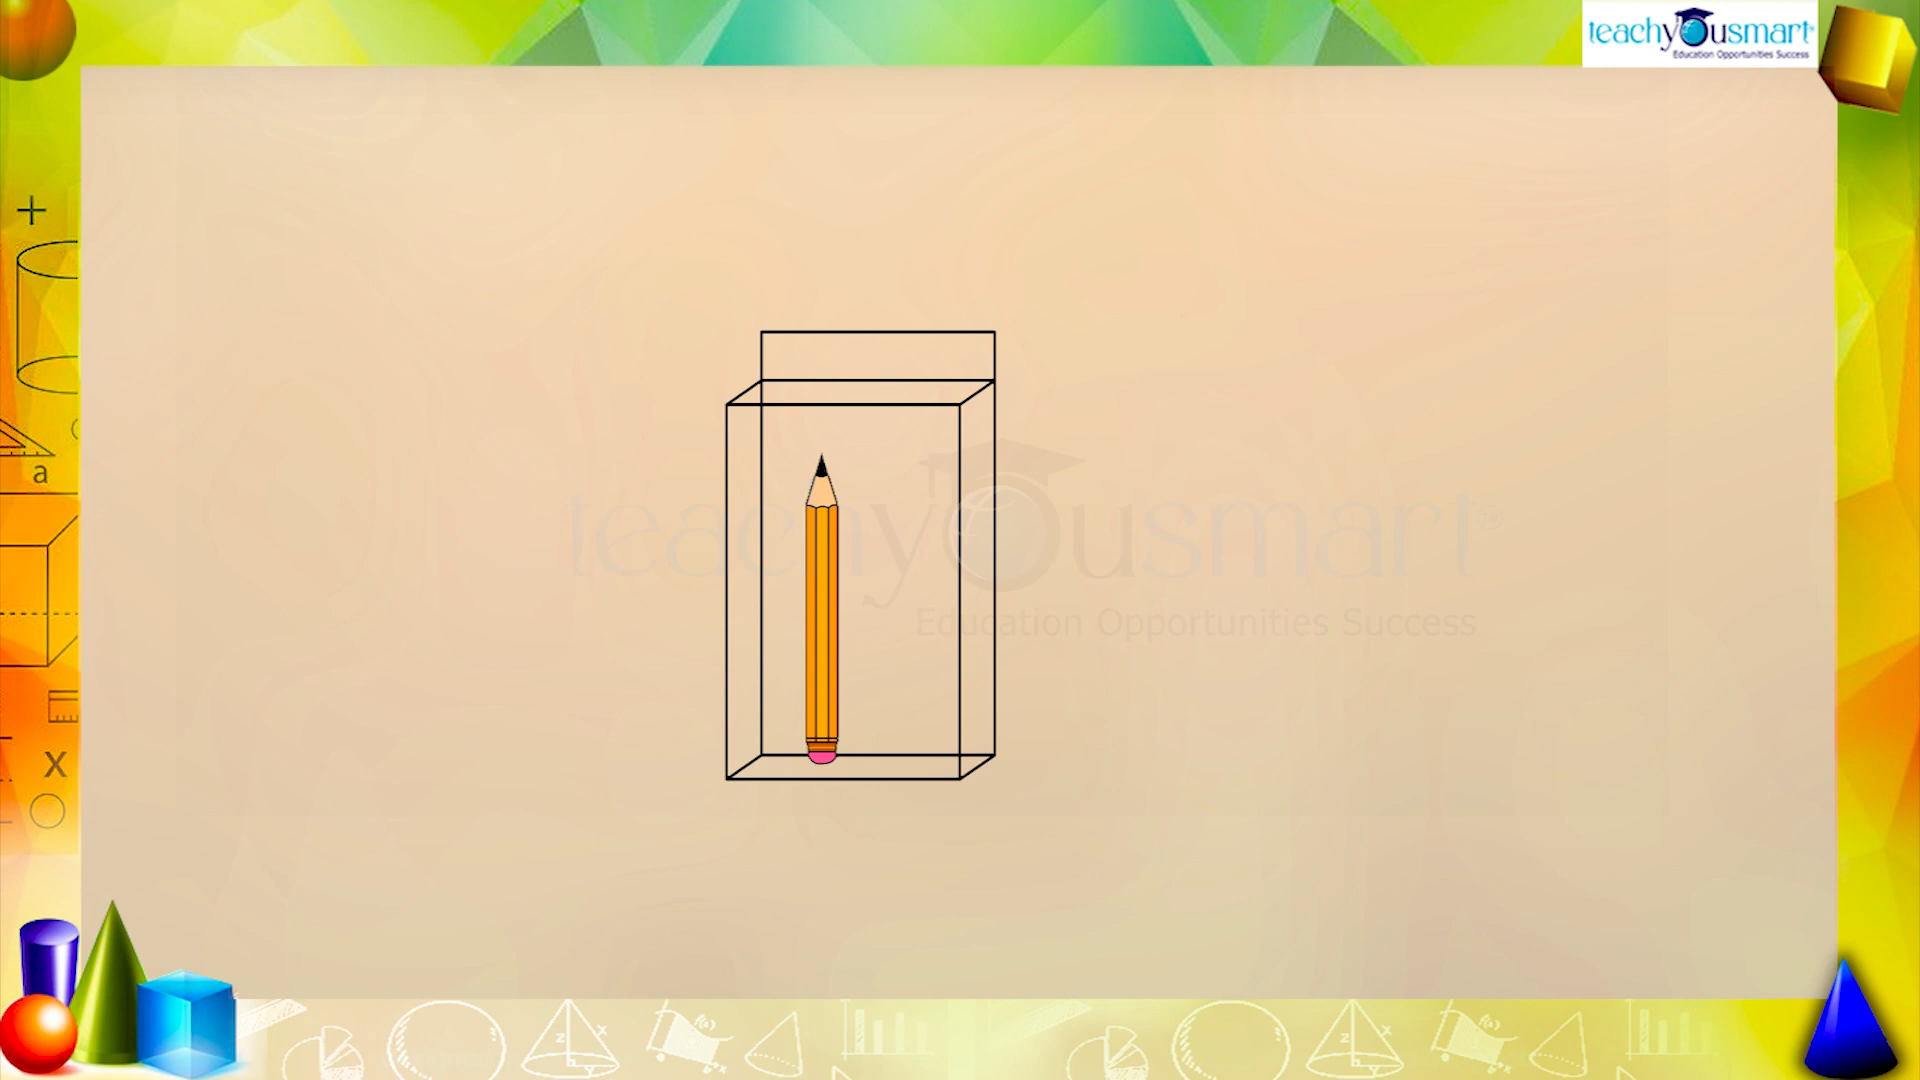 teachyousmart
Education Opportunities Success
+
a
x
teachyousmart
Education Opportunities Success
z
x
f(x)
z
x
f(x)